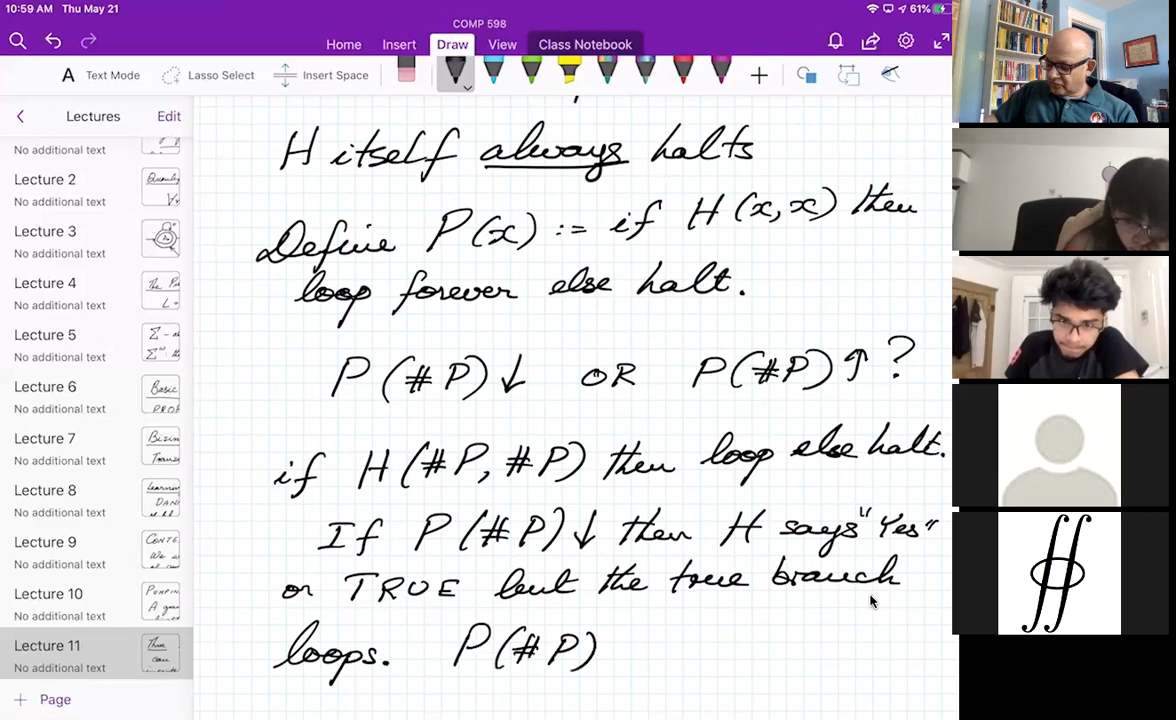 10:59 AM Thu May 21
61%
COMP 598
Home Insert Draw View Class Notebook
A Text Mode Lasso Select Insert Space
Lectures Edit
No additional text
Lecture 2
No additional text
Lecture 3
No additional text
Lecture 4
No additional text
Lecture 5
No additional text
Lecture 6
No additional text
Lecture 7
No additional text
Lecture 8
No additional text
Lecture 9
No additional text
Lecture 10
No additional text
Lecture 11
No additional text
+ Page
H itself always halts
Define P(x) := if H(x,x) then
loop forever else halt.
P(#P)↓ OR P(#P)↑?
if H(#P, #P) then loop else halt.
If P(#P)↓ then H says "Yes"
or TRUE but the true branch
loops. P(#P)
∯